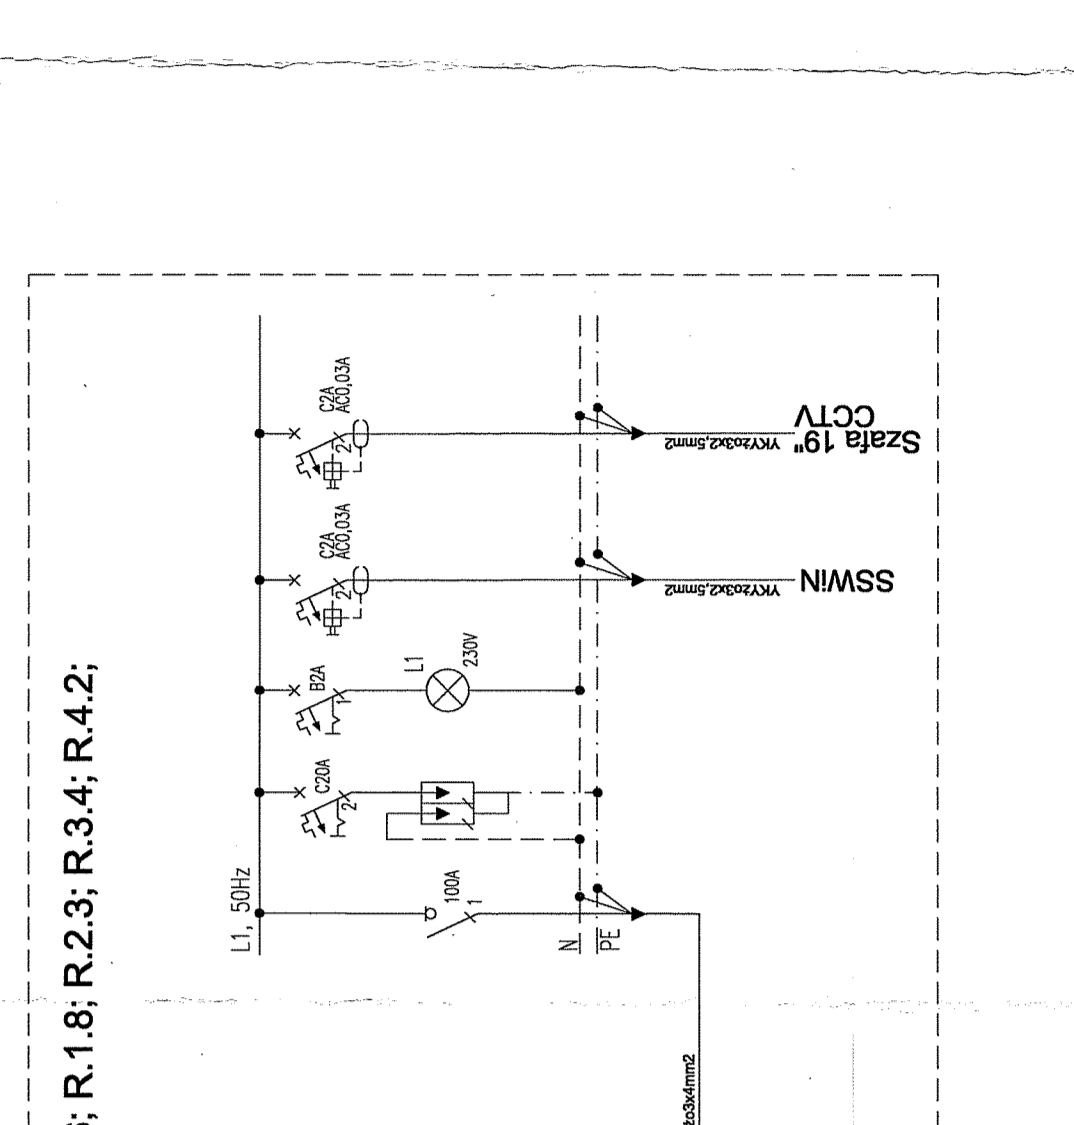 R.1.8; R.2.3; R.3.4; R.4.2;
L1, 50Hz
100A
1
N
PE
C20A
2
B2A
1
L1
230V
C2A
AC0,03A
2
YKYżo3x2,5mm2
SSWiN
C2A
AC0,03A
2
YKYżo3x2,5mm2
Szafa 19"
CCTV
żo3x4mm2